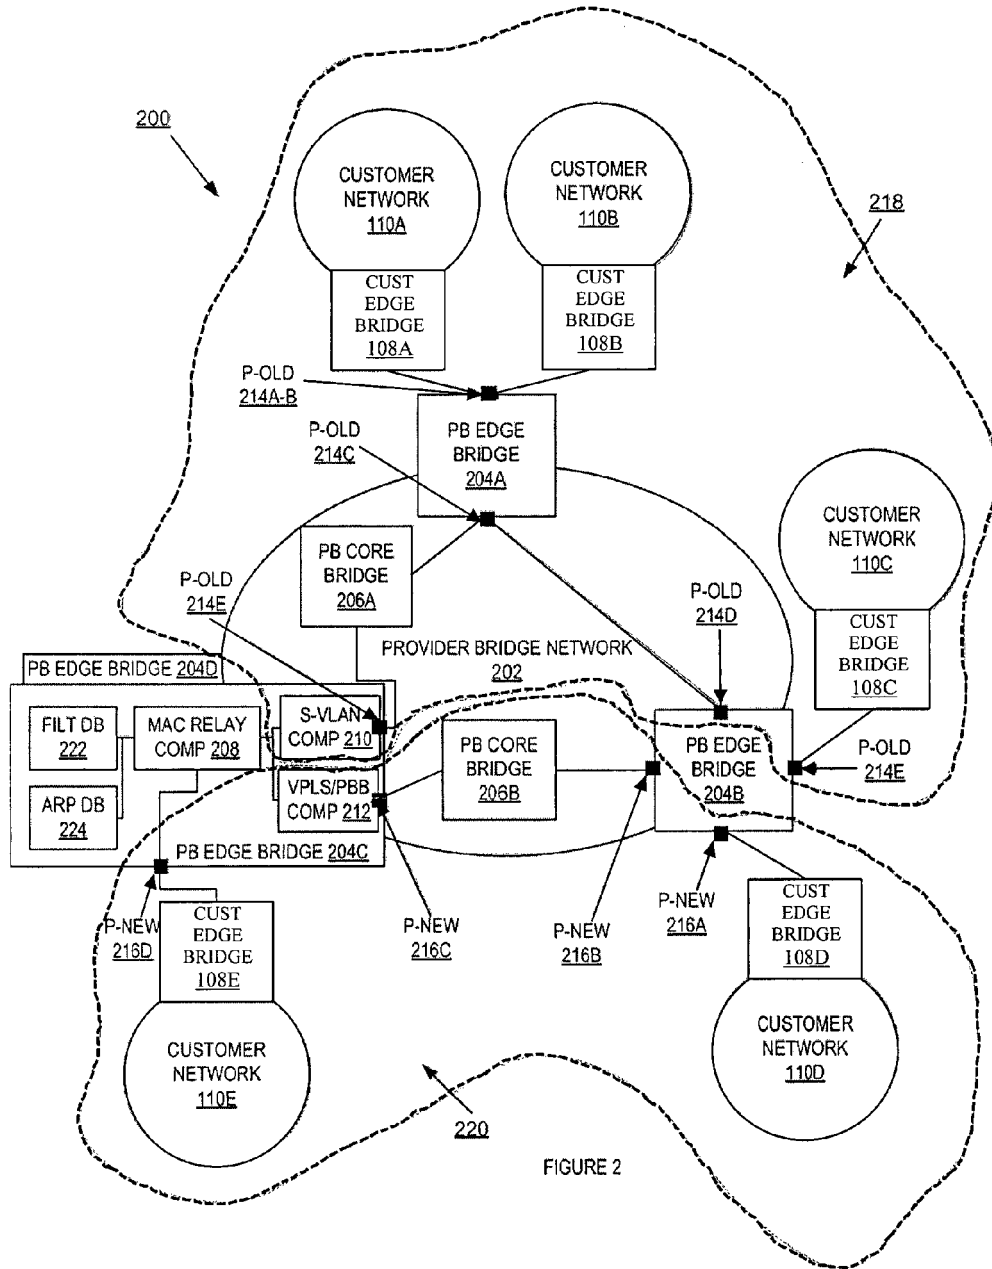 200
CUSTOMER
NETWORK
110A
CUSTOMER
NETWORK
110B
218
CUST
EDGE
BRIDGE
108A
CUST
EDGE
BRIDGE
108B
P-OLD
214A-B
P-OLD
214C
PB EDGE
BRIDGE
204A
CUSTOMER
NETWORK
110C
PB CORE
BRIDGE
206A
P-OLD
214E
P-OLD
214D
CUST
EDGE
BRIDGE
108C
PROVIDER BRIDGE NETWORK
202
PB EDGE BRIDGE 204D
FILT DB
222
MAC RELAY
COMP 208
S-VLAN
COMP 210
PB CORE
BRIDGE
206B
PB EDGE
BRIDGE
204B
P-OLD
214E
ARP DB
224
VPLS/PBB
COMP 212
PB EDGE BRIDGE 204C
P-NEW
216D
CUST
EDGE
BRIDGE
108E
P-NEW
216C
P-NEW
216B
P-NEW
216A
CUST
EDGE
BRIDGE
108D
CUSTOMER
NETWORK
110E
CUSTOMER
NETWORK
110D
220
FIGURE 2